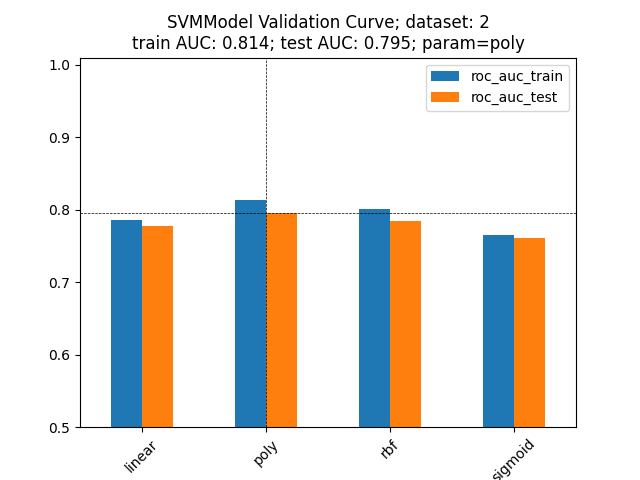 SVMModel Validation Curve; dataset: 2
train AUC: 0.814; test AUC: 0.795; param=poly
roc_auc_train
roc_auc_test
1.0
0.9
0.8
0.7
0.6
0.5
linear
poly
rbf
sigmoid